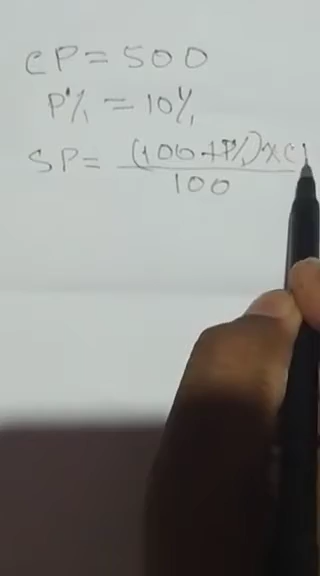 CP = 500
P% = 10%
SP = (100+P%)×C
100